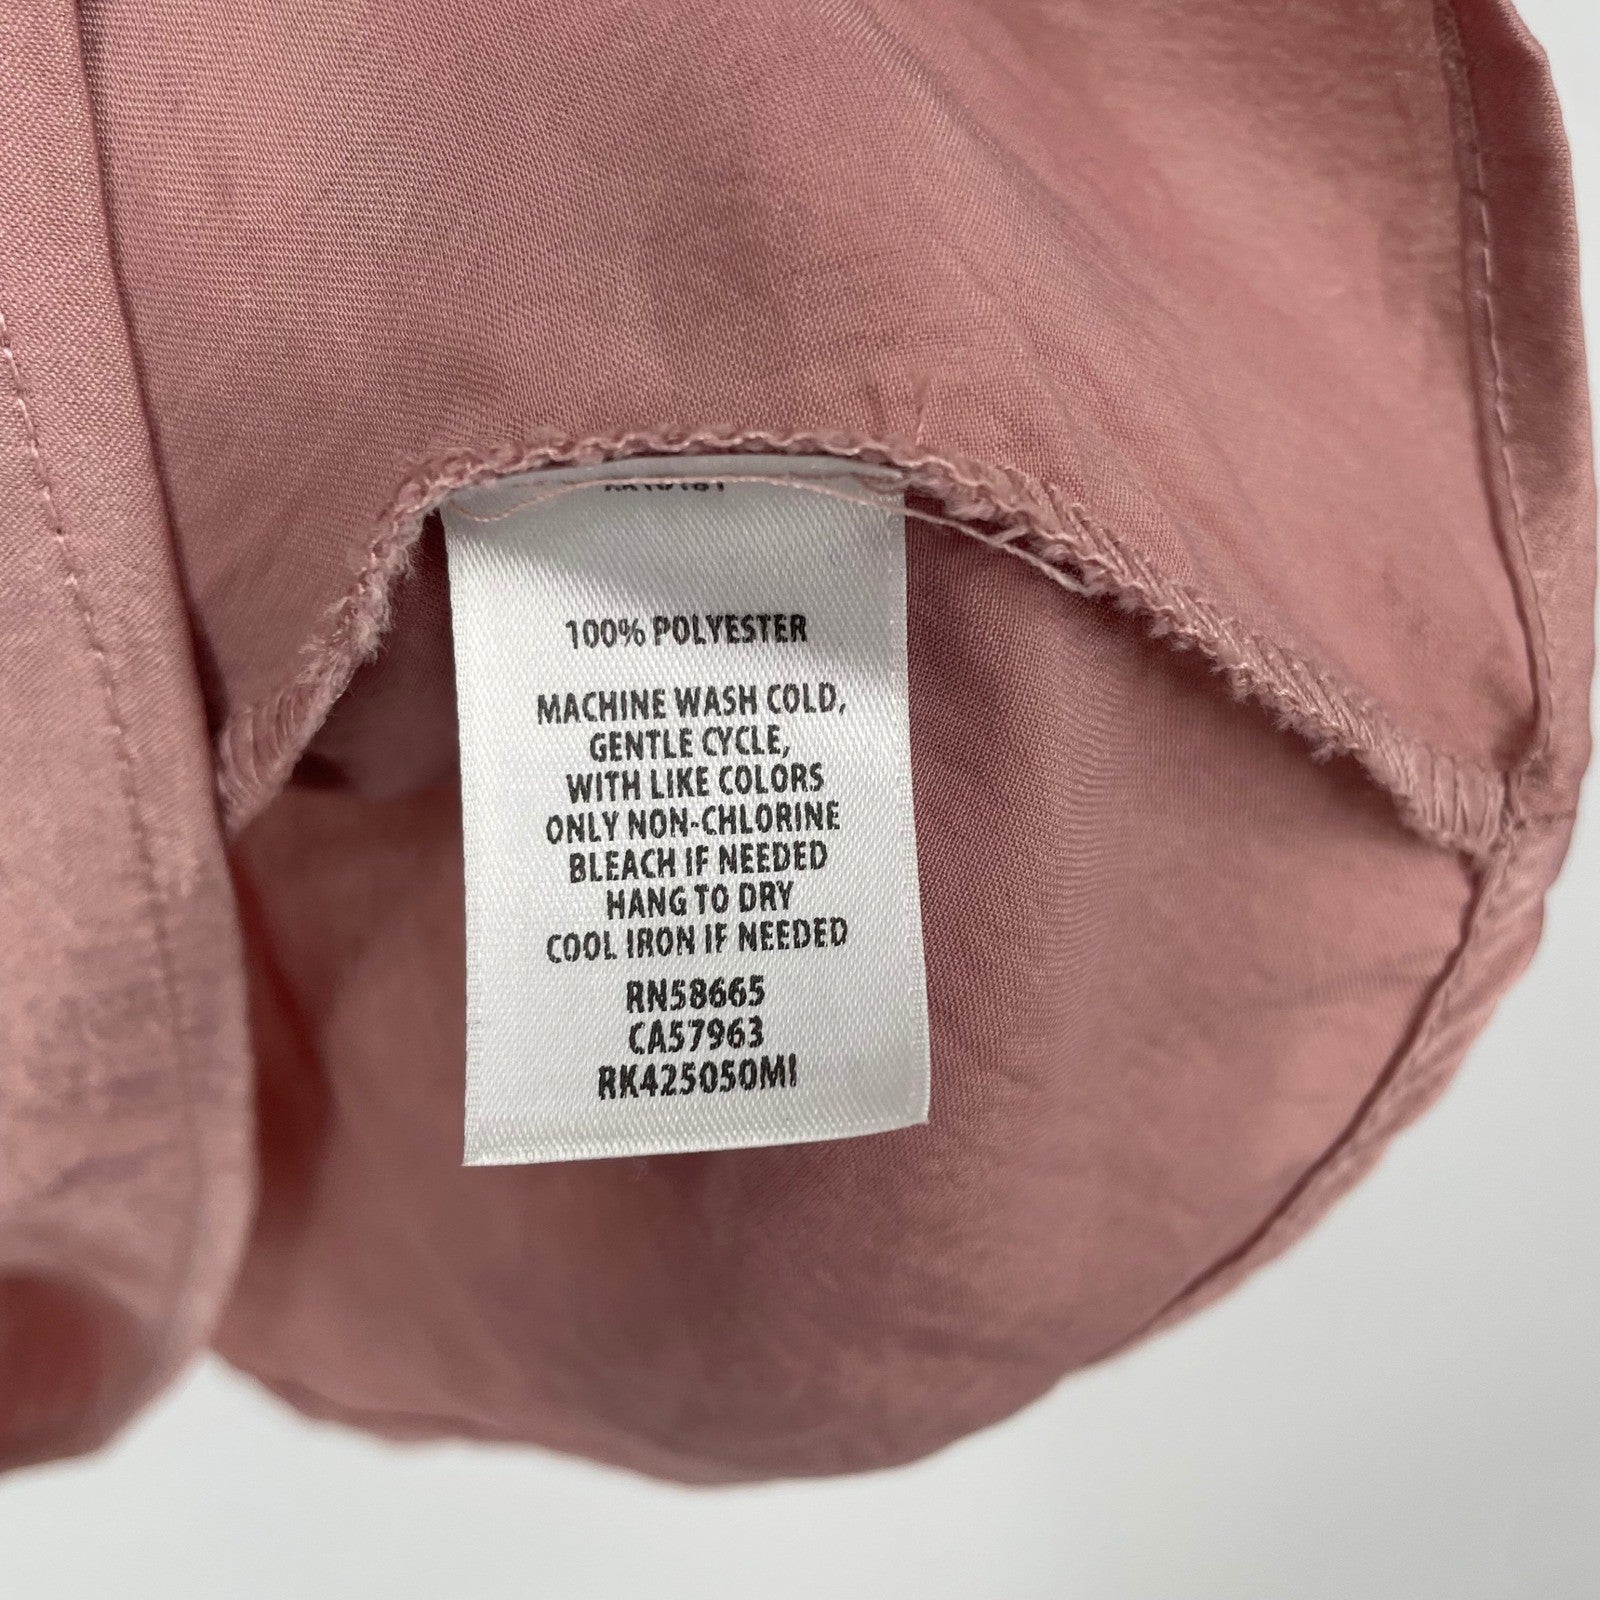 100% POLYESTER
MACHINE WASH COLD,
GENTLE CYCLE,
WITH LIKE COLORS
ONLY NON-CHLORINE
BLEACH IF NEEDED
HANG TO DRY
COOL IRON IF NEEDED
RN58665
CA57963
RK425050MI